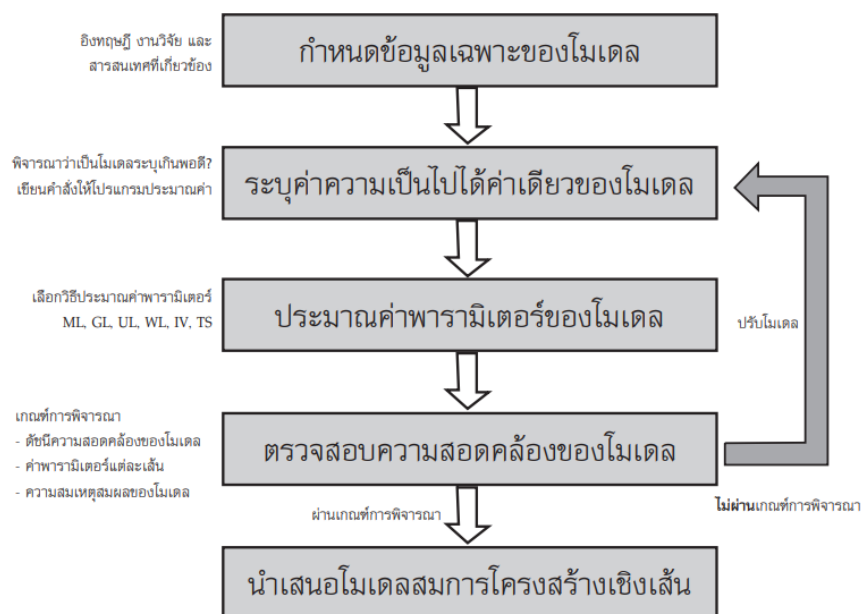 อิงทฤษฎี งานวิจัย และ
สารสนเทศที่เกี่ยวข้อง
กำหนดข้อมูลเฉพาะของโมเดล
พิจารณาว่าเป็นโมเดลระบุเกินพอดี?
เขียนคำสั่งให้โปรแกรมประมาณค่า
ระบุค่าความเป็นไปได้ค่าเดียวของโมเดล
เลือกวิธีประมาณค่าพารามิเตอร์
ML, GL, UL, WL, IV, TS
ประมาณค่าพารามิเตอร์ของโมเดล
ปรับโมเดล
เกณฑ์การพิจารณา
- ดัชนีความสอดคล้องของโมเดล
- ค่าพารามิเตอร์แต่ละเส้น
- ความสมเหตุสมผลของโมเดล
ตรวจสอบความสอดคล้องของโมเดล
ผ่านเกณฑ์การพิจารณา
ไม่ผ่านเกณฑ์การพิจารณา
นำเสนอโมเดลสมการโครงสร้างเชิงเส้น